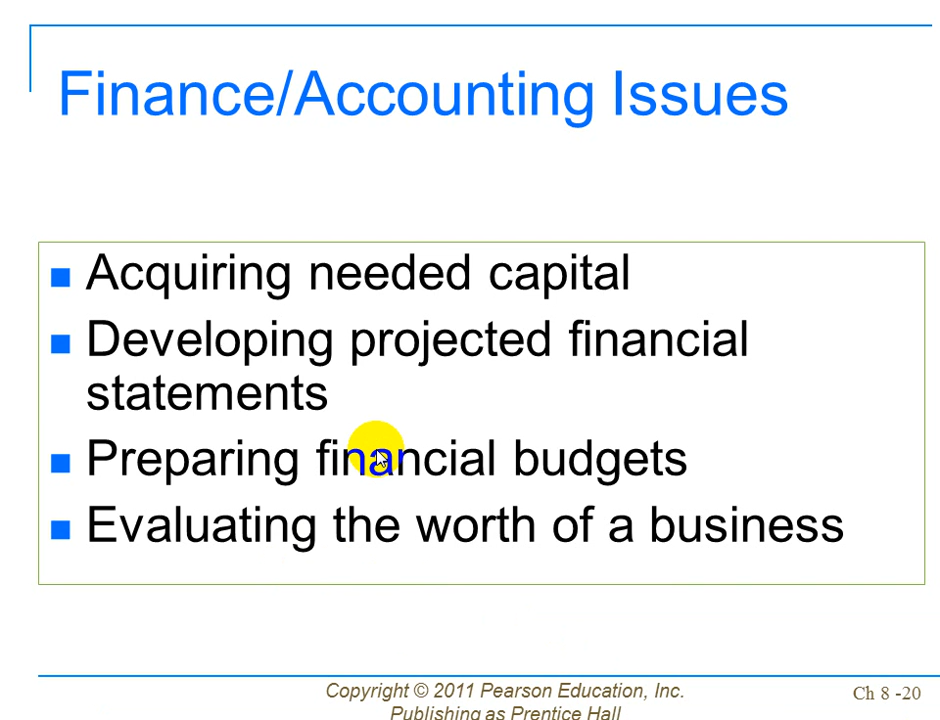 Finance/Accounting Issues
Acquiring needed capital
Developing projected financial
statements
Preparing financial budgets
Evaluating the worth of a business
Copyright © 2011 Pearson Education, Inc.
Publishing as Prentice Hall
Ch 8 -20